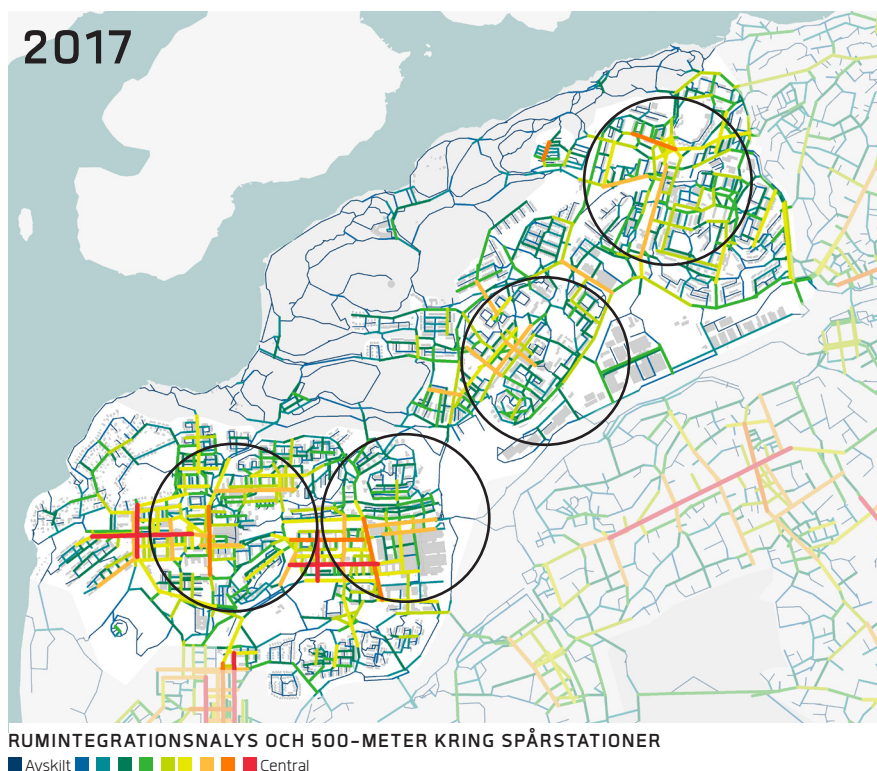 2017
RUMINTEGRATIONSNALYS OCH 500-METER KRING SPÅRSTATIONER
Avskilt Central